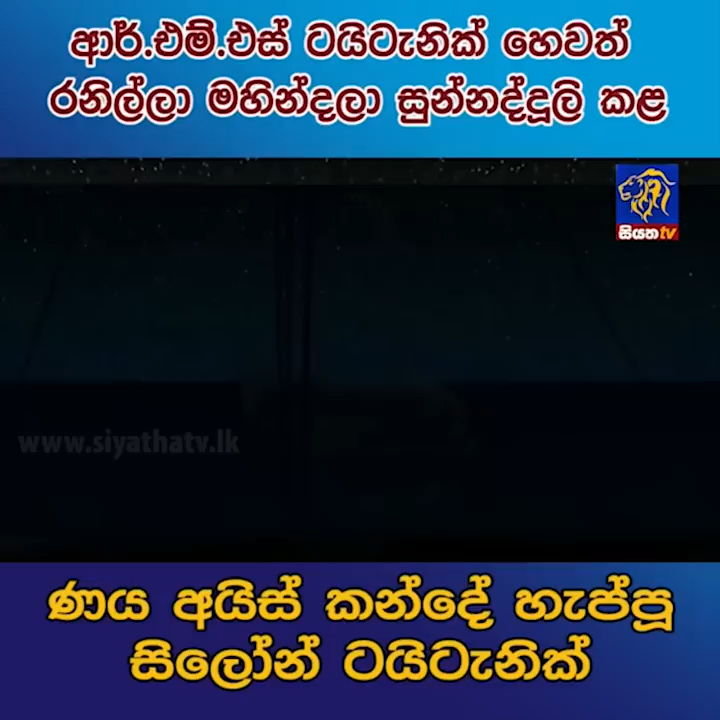 ආර්.එම්.එස් ටයිටැනික් හෙවත්
රනිල්ලා මහින්දලා සුන්නද්දූලි කළ
සියත tv
www.siyathatv.lk
ණය අයිස් කන්දේ හැප්පූ
සිලෝන් ටයිටැනික්